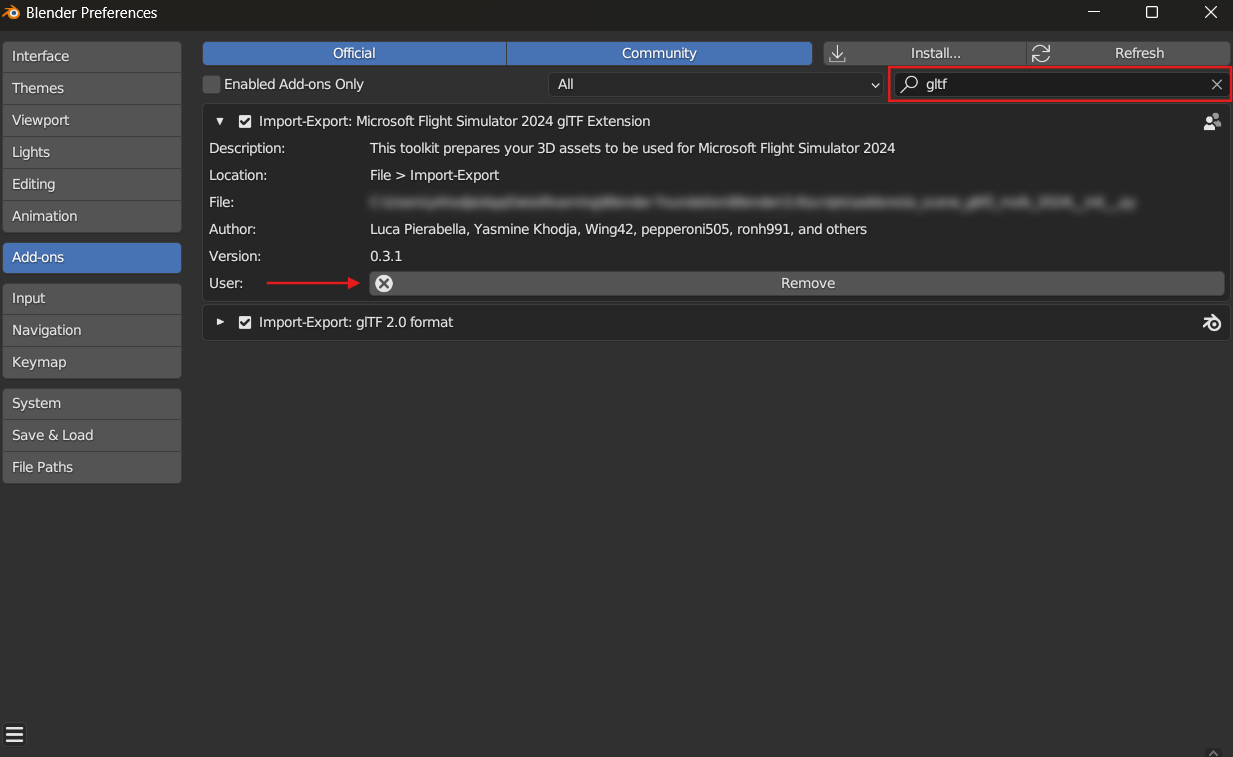 Blender Preferences
Interface
Themes
Viewport
Lights
Editing
Animation
Add-ons
Input
Navigation
Keymap
System
Save & Load
File Paths
Official Community Install... Refresh
Enabled Add-ons Only All gltf
Import-Export: Microsoft Flight Simulator 2024 glTF Extension
Description: This toolkit prepares your 3D assets to be used for Microsoft Flight Simulator 2024
Location: File > Import-Export
File:
Author: Luca Pierabella, Yasmine Khodja, Wing42, pepperoni505, ronh991, and others
Version: 0.3.1
User: Remove
Import-Export: glTF 2.0 format